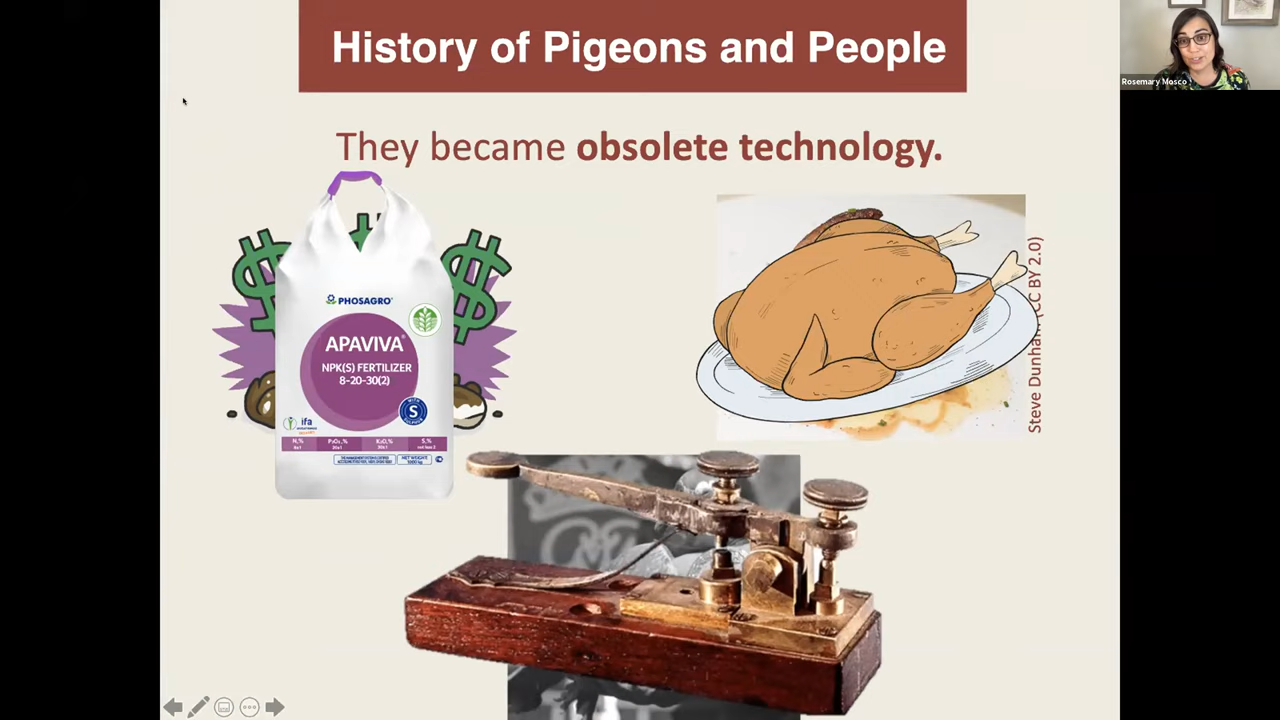 History of Pigeons and People
Rosemary Mosco
They became obsolete technology.
PHOSAGRO
APAVIVA
NPK(S) FERTILIZER
8-20-30(2)
S
ifa
Steve Dunham (CC BY 2.0)